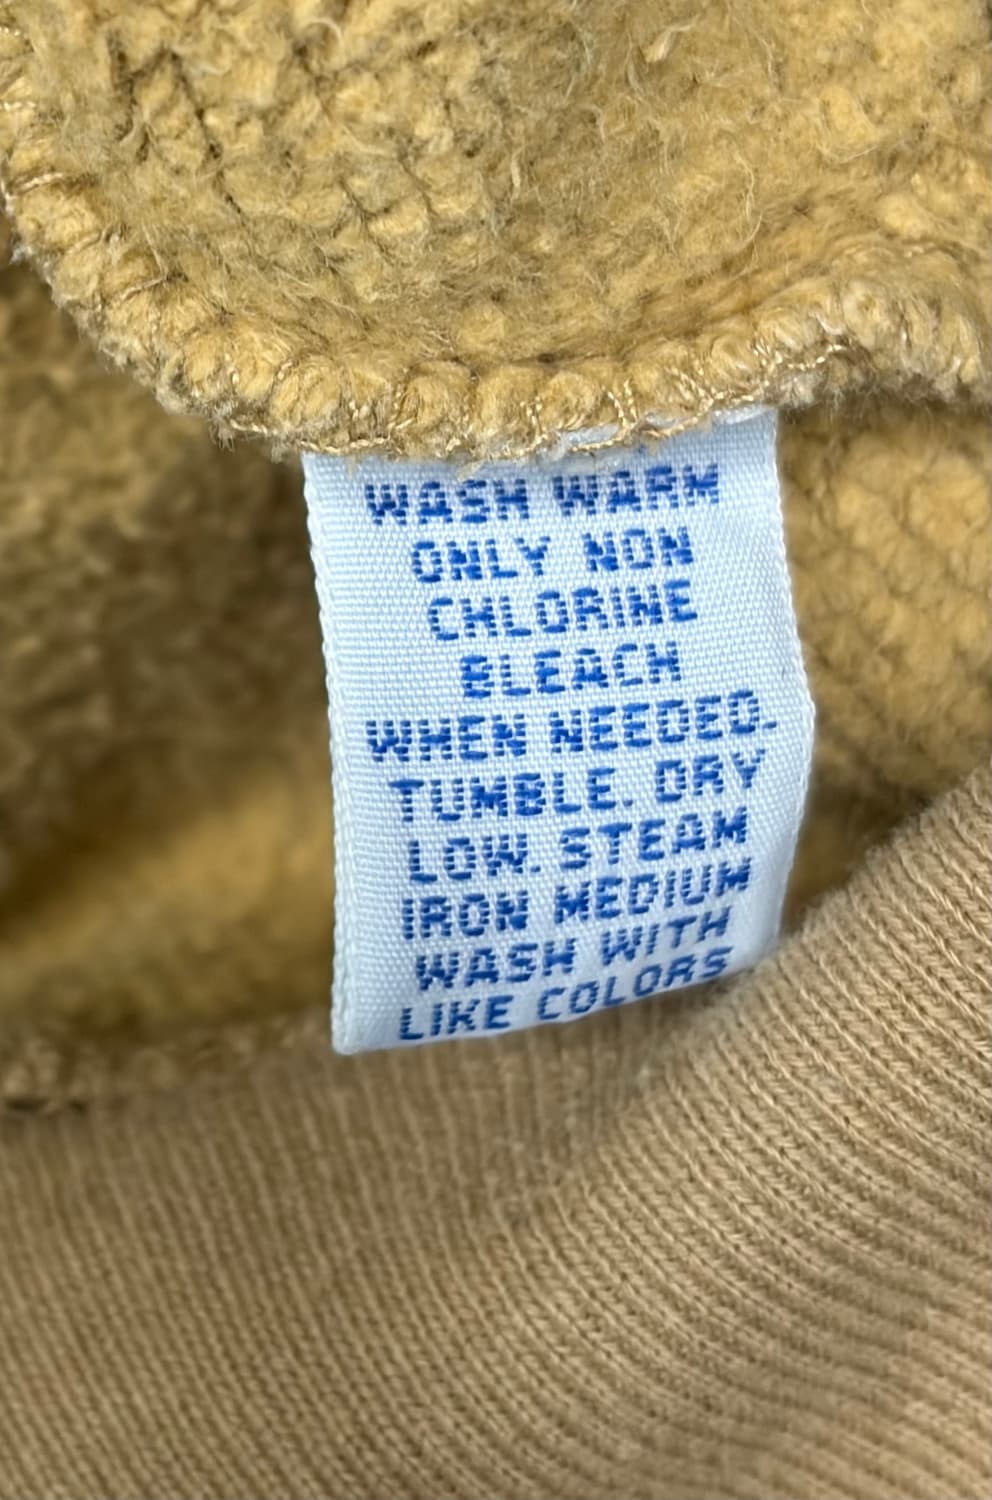 WASH WARM
ONLY NON
CHLORINE
BLEACH
WHEN NEEDED.
TUMBLE. DRY
LOW. STEAM
IRON MEDIUM
WASH WITH
LIKE COLORS